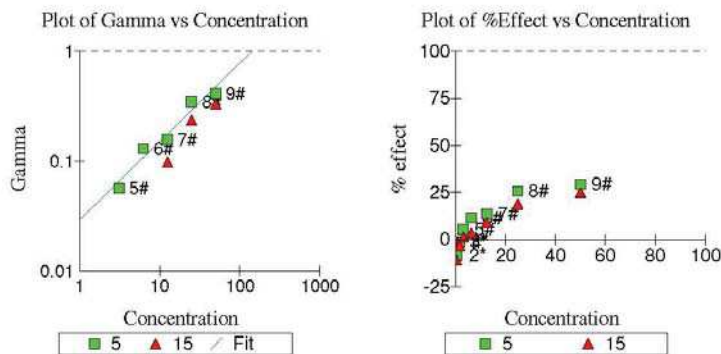 Plot of Gamma vs Concentration
1
0.1
0.01
Gamma
5#
6#
7#
8#
9#
1 10 100 1000
Concentration
5 15 Fit
Plot of %Effect vs Concentration
100
75
50
25
0
-25
% effect
7#
8#
9#
20 40 60 80 100
Concentration
5 15